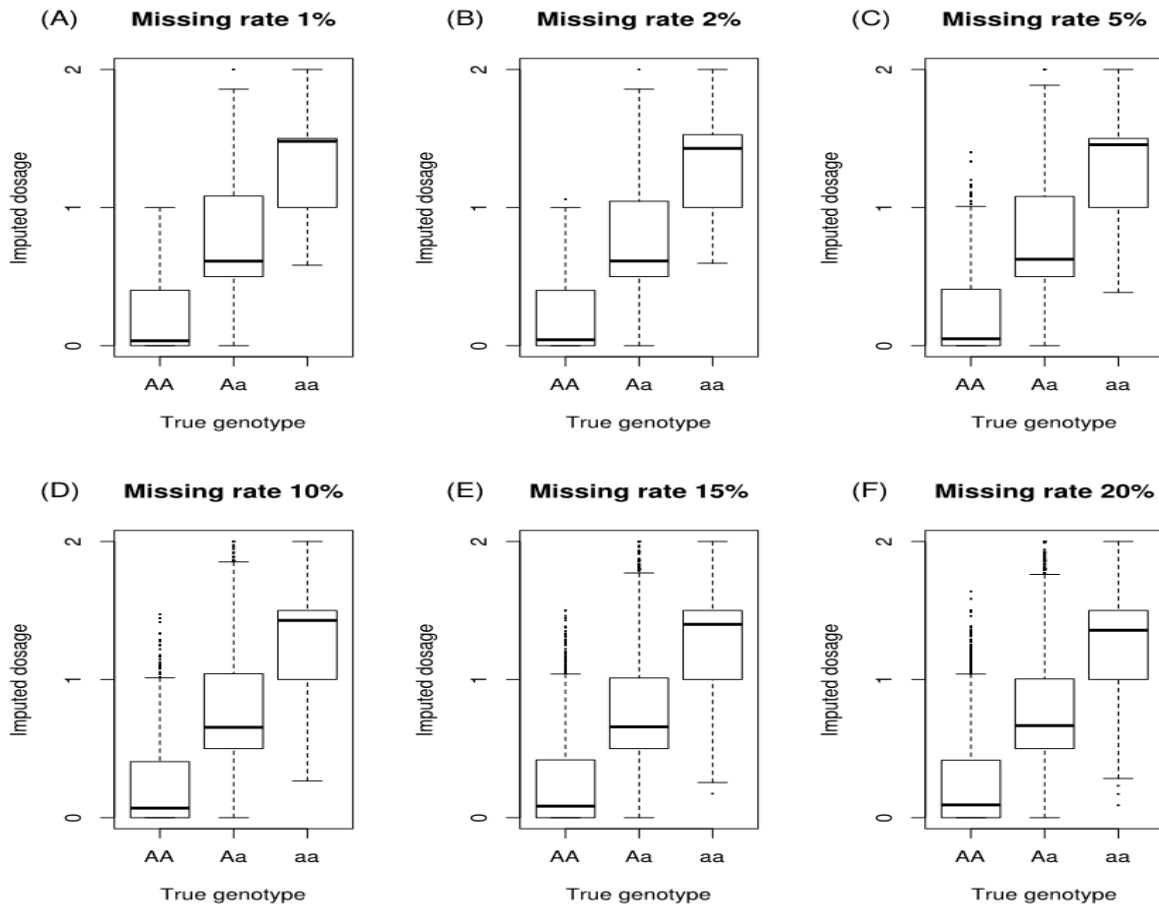 (A) Missing rate 1%
2
1
0
Imputed dosage
AA Aa aa
True genotype
(B) Missing rate 2%
2
1
0
Imputed dosage
AA Aa aa
True genotype
(C) Missing rate 5%
2
1
0
Imputed dosage
AA Aa aa
True genotype
(D) Missing rate 10%
2
1
0
Imputed dosage
AA Aa aa
True genotype
(E) Missing rate 15%
2
1
0
Imputed dosage
AA Aa aa
True genotype
(F) Missing rate 20%
2
1
0
Imputed dosage
AA Aa aa
True genotype